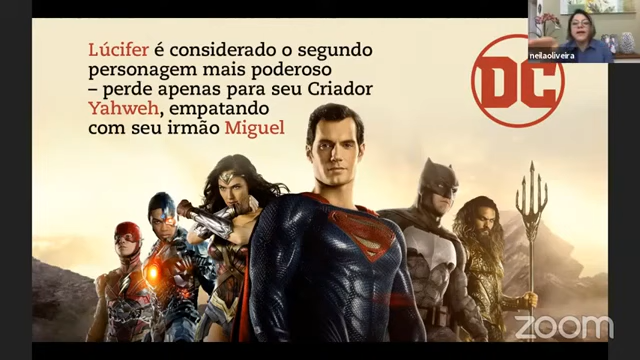 Lúcifer é considerado o segundo
personagem mais poderoso
– perde apenas para seu Criador
Yahweh, empatando
com seu irmão Miguel
neilaoliveira
DC
zoom